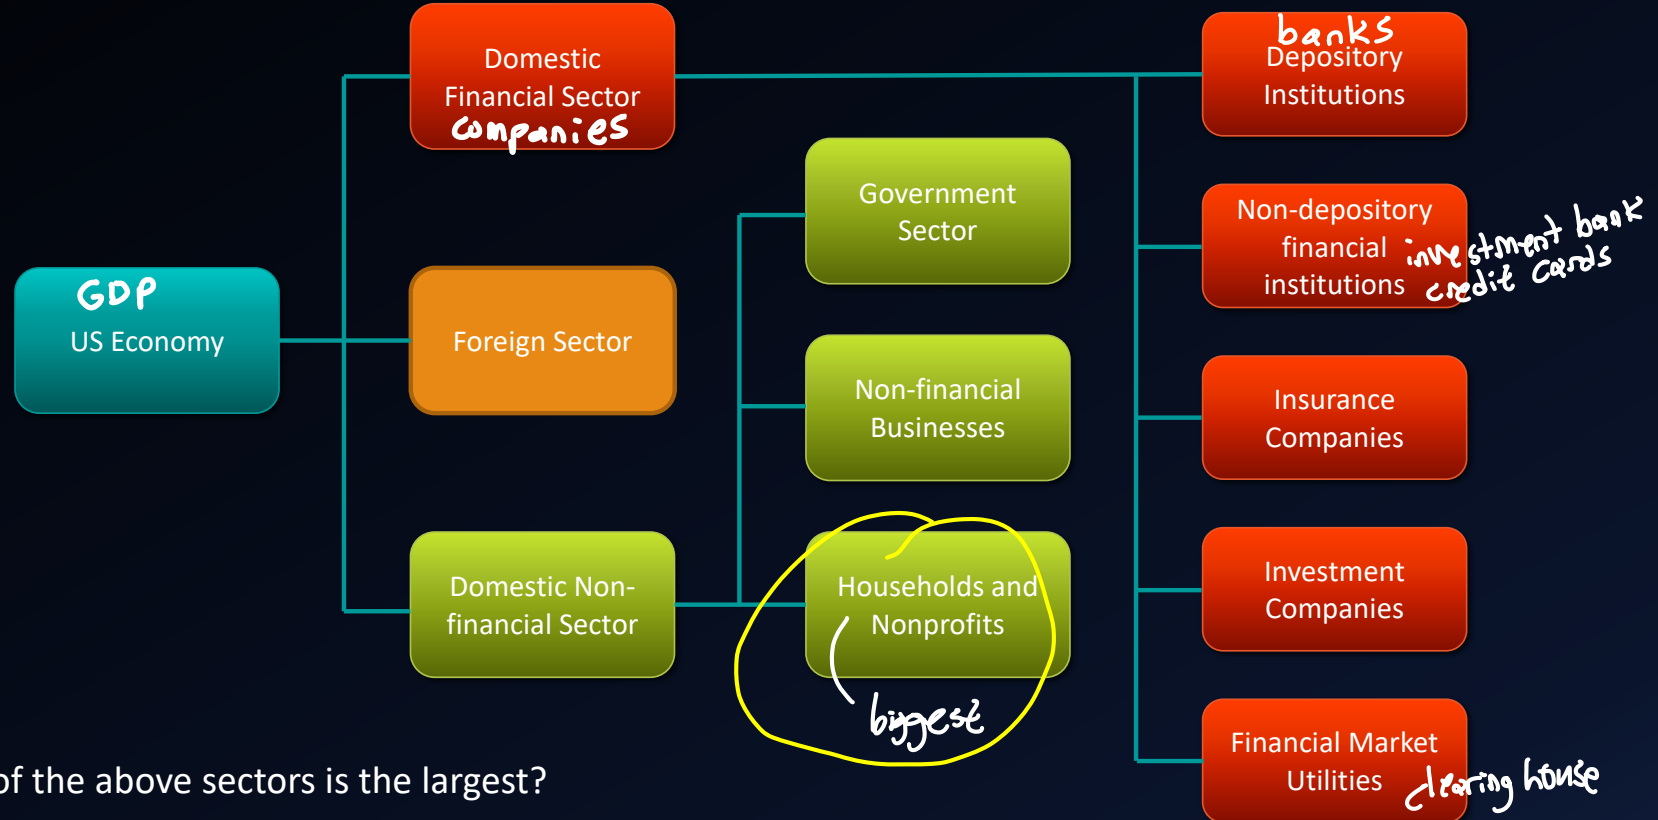 Domestic
Financial Sector
companies
banks
Depository
Institutions
Government
Sector
Non-depository
financial
institutions
investment bank
credit cards
GDP
US Economy
Foreign Sector
Non-financial
Businesses
Insurance
Companies
Domestic Non-
financial Sector
Households and
Nonprofits
biggest
Investment
Companies
Financial Market
Utilities
clearing house
of the above sectors is the largest?